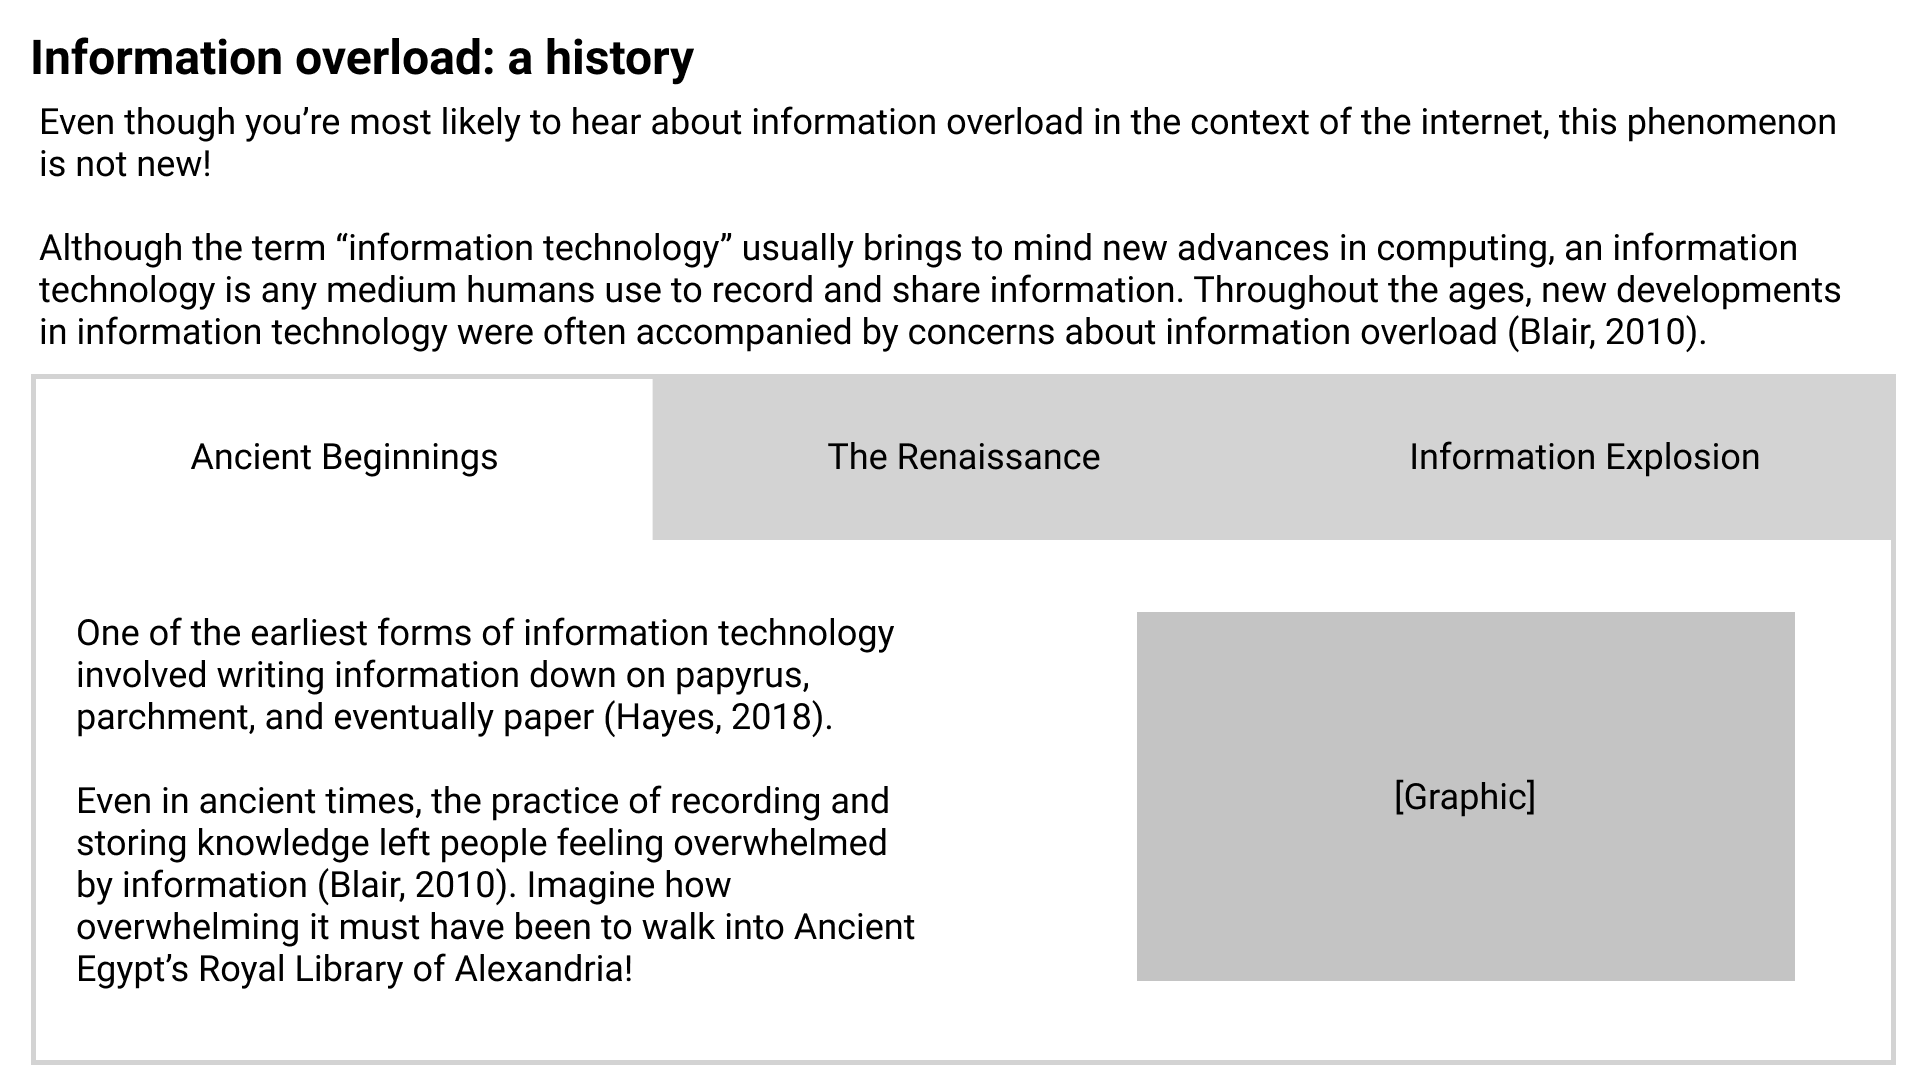 Information overload: a history
Even though you’re most likely to hear about information overload in the context of the internet, this phenomenon
is not new!
Although the term “information technology” usually brings to mind new advances in computing, an information
technology is any medium humans use to record and share information. Throughout the ages, new developments
in information technology were often accompanied by concerns about information overload (Blair, 2010).
Ancient Beginnings
The Renaissance
Information Explosion
One of the earliest forms of information technology
involved writing information down on papyrus,
parchment, and eventually paper (Hayes, 2018).
Even in ancient times, the practice of recording and
storing knowledge left people feeling overwhelmed
by information (Blair, 2010). Imagine how
overwhelming it must have been to walk into Ancient
Egypt’s Royal Library of Alexandria!
[Graphic]